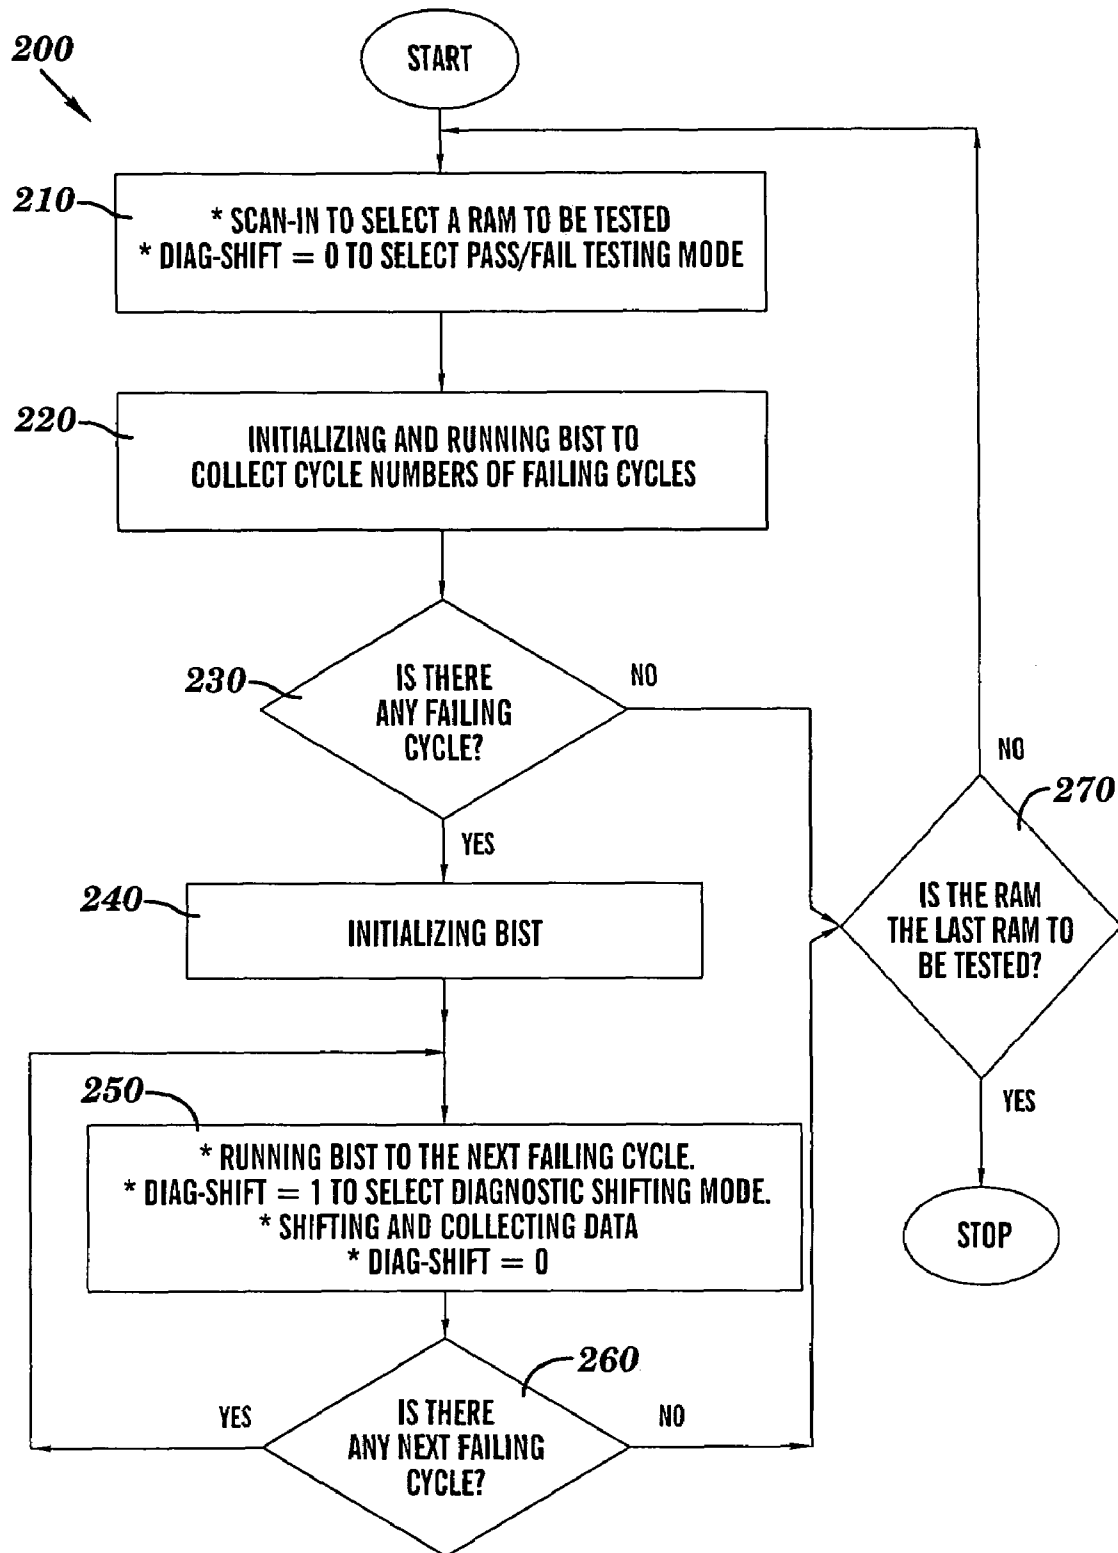 200
START
210
* SCAN-IN TO SELECT A RAM TO BE TESTED
* DIAG-SHIFT = 0 TO SELECT PASS/FAIL TESTING MODE
220
INITIALIZING AND RUNNING BIST TO
COLLECT CYCLE NUMBERS OF FAILING CYCLES
230
IS THERE
ANY FAILING
CYCLE?
NO
YES
240
INITIALIZING BIST
250
* RUNNING BIST TO THE NEXT FAILING CYCLE.
* DIAG-SHIFT = 1 TO SELECT DIAGNOSTIC SHIFTING MODE.
* SHIFTING AND COLLECTING DATA
* DIAG-SHIFT = 0
260
IS THERE
ANY NEXT FAILING
CYCLE?
YES
NO
270
IS THE RAM
THE LAST RAM TO
BE TESTED?
NO
YES
STOP